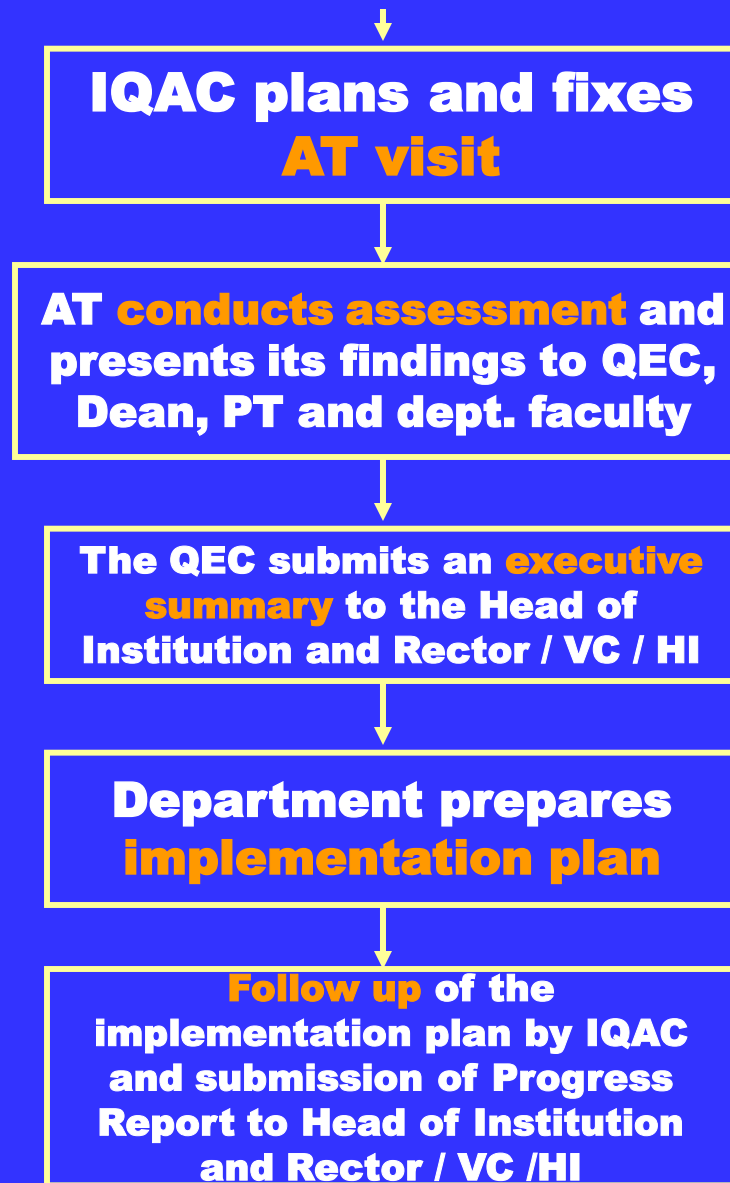 IQAC plans and fixes
AT visit
AT conducts assessment and
presents its findings to QEC,
Dean, PT and dept. faculty
The QEC submits an executive
summary to the Head of
Institution and Rector / VC / HI
Department prepares
implementation plan
Follow up of the
implementation plan by IQAC
and submission of Progress
Report to Head of Institution
and Rector / VC /HI